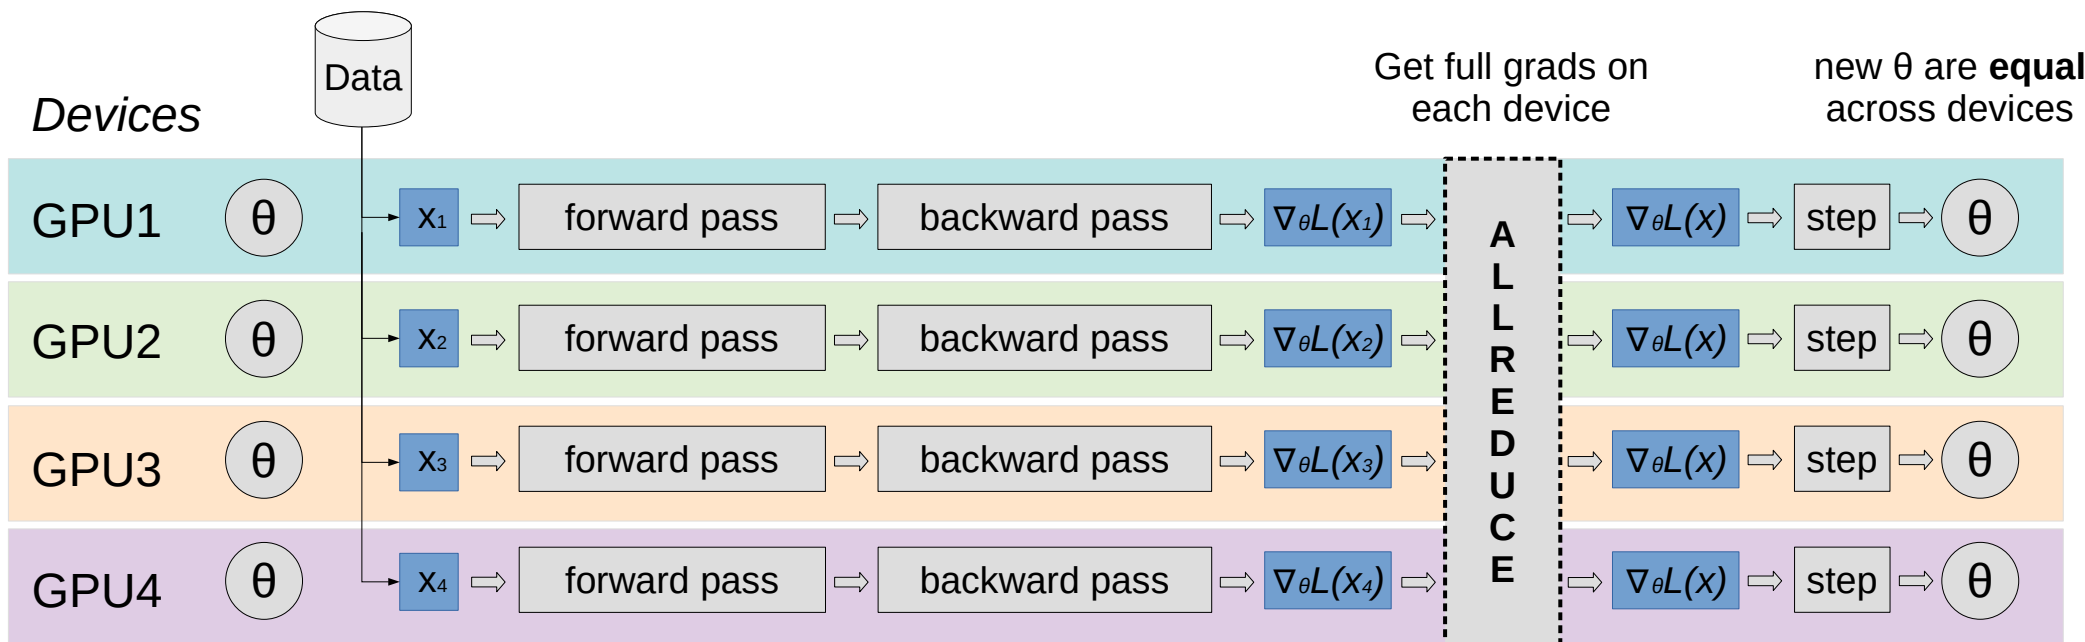 Data
Devices
Get full grads on
each device
new θ are equal
across devices
GPU1 θ x₁ forward pass backward pass ∇θL(x₁) ∇θL(x) step θ
GPU2 θ x₂ forward pass backward pass ∇θL(x₂) ∇θL(x) step θ
GPU3 θ x₃ forward pass backward pass ∇θL(x₃) ∇θL(x) step θ
GPU4 θ x₄ forward pass backward pass ∇θL(x₄) ∇θL(x) step θ
ALLREDUCE